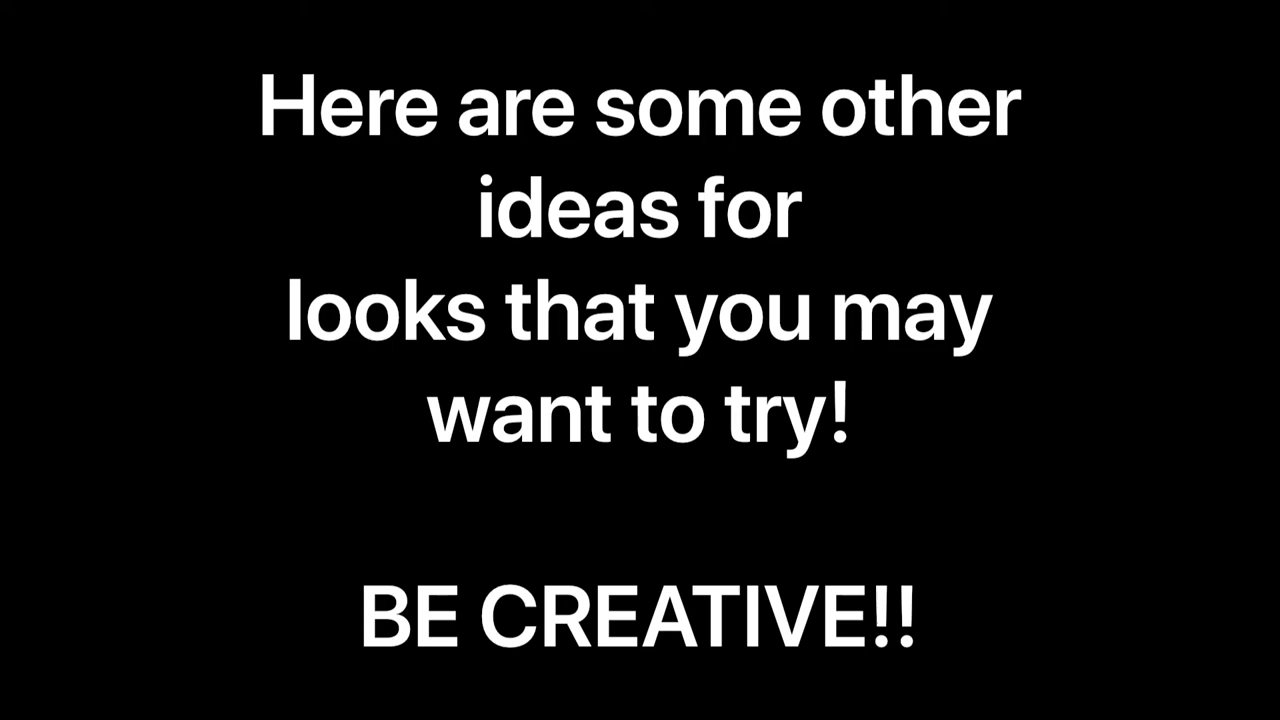 Here are some other
ideas for
looks that you may
want to try!
BE CREATIVE!!